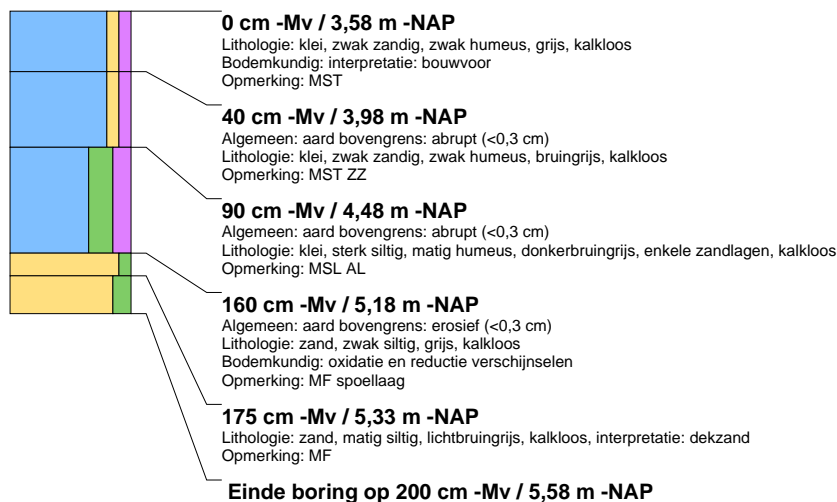 0 cm -Mv / 3,58 m -NAP
Lithologie: klei, zwak zandig, zwak humeus, grijs, kalkloos
Bodemkundig: interpretatie: bouwvoor
Opmerking: MST
40 cm -Mv / 3,98 m -NAP
Algemeen: aard bovengrens: abrupt (<0,3 cm)
Lithologie: klei, zwak zandig, zwak humeus, bruingrijs, kalkloos
Opmerking: MST ZZ
90 cm -Mv / 4,48 m -NAP
Algemeen: aard bovengrens: abrupt (<0,3 cm)
Lithologie: klei, sterk siltig, matig humeus, donkerbruingrijs, enkele zandlagen, kalkloos
Opmerking: MSL AL
160 cm -Mv / 5,18 m -NAP
Algemeen: aard bovengrens: erosief (<0,3 cm)
Lithologie: zand, zwak siltig, grijs, kalkloos
Bodemkundig: oxidatie en reductie verschijnselen
Opmerking: MF spoellaag
175 cm -Mv / 5,33 m -NAP
Lithologie: zand, matig siltig, lichtbruingrijs, kalkloos, interpretatie: dekzand
Opmerking: MF
Einde boring op 200 cm -Mv / 5,58 m -NAP